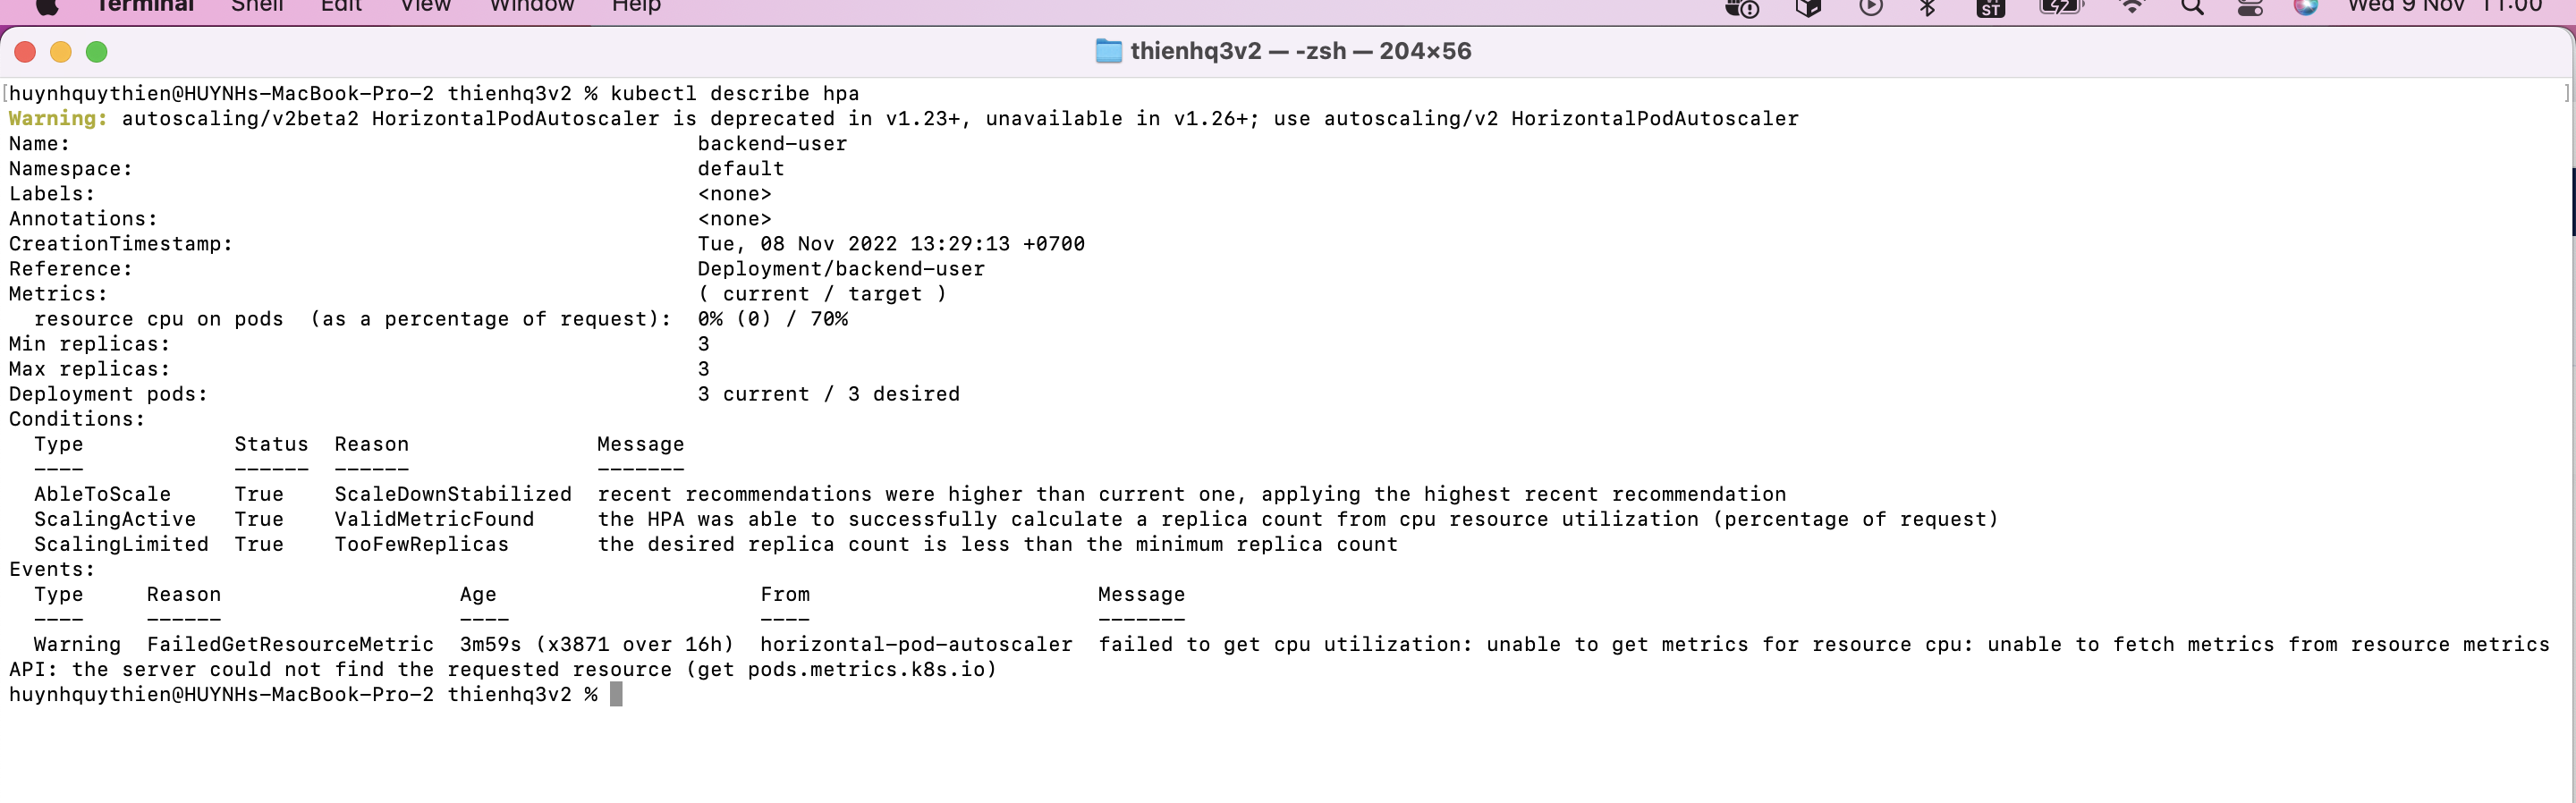 Terminal Shell Edit View Window Help ST Wed 9 Nov 11:00
thienhq3v2 — -zsh — 204×56
[huynhquythien@HUYNHs-MacBook-Pro-2 thienhq3v2 % kubectl describe hpa ]
Warning: autoscaling/v2beta2 HorizontalPodAutoscaler is deprecated in v1.23+, unavailable in v1.26+; use autoscaling/v2 HorizontalPodAutoscaler
Name: backend-user
Namespace: default
Labels: <none>
Annotations: <none>
CreationTimestamp: Tue, 08 Nov 2022 13:29:13 +0700
Reference: Deployment/backend-user
Metrics: ( current / target )
resource cpu on pods  (as a percentage of request): 0% (0) / 70%
Min replicas: 3
Max replicas: 3
Deployment pods: 3 current / 3 desired
Conditions:
Type Status Reason Message
---- ------ ------ -------
AbleToScale True ScaleDownStabilized recent recommendations were higher than current one, applying the highest recent recommendation
ScalingActive True ValidMetricFound the HPA was able to successfully calculate a replica count from cpu resource utilization (percentage of request)
ScalingLimited True TooFewReplicas the desired replica count is less than the minimum replica count
Events:
Type Reason Age From Message
---- ------ ---- ---- -------
Warning FailedGetResourceMetric 3m59s (x3871 over 16h) horizontal-pod-autoscaler failed to get cpu utilization: unable to get metrics for resource cpu: unable to fetch metrics from resource metrics
API: the server could not find the requested resource (get pods.metrics.k8s.io)
huynhquythien@HUYNHs-MacBook-Pro-2 thienhq3v2 %